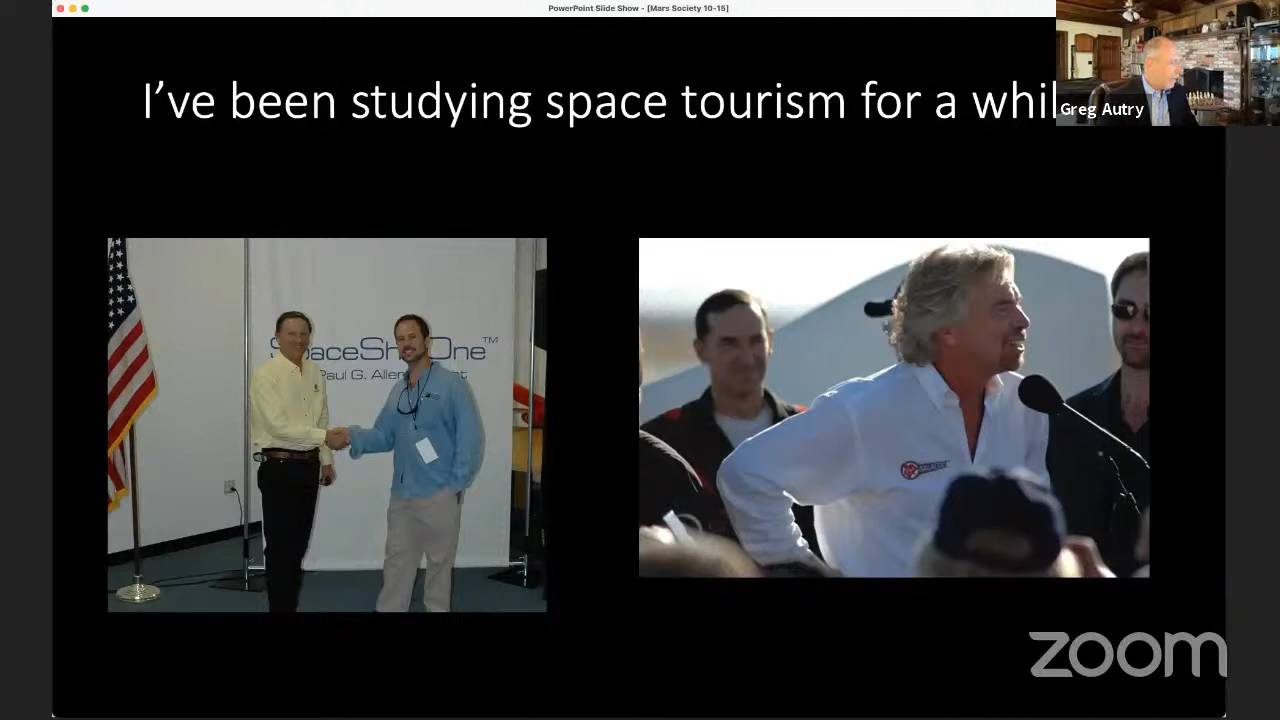 PowerPoint Slide Show - [Mars Society 10-15]
I’ve been studying space tourism for a whil
Greg Autry
SpaceShipOne™
Paul G. Allen
zoom